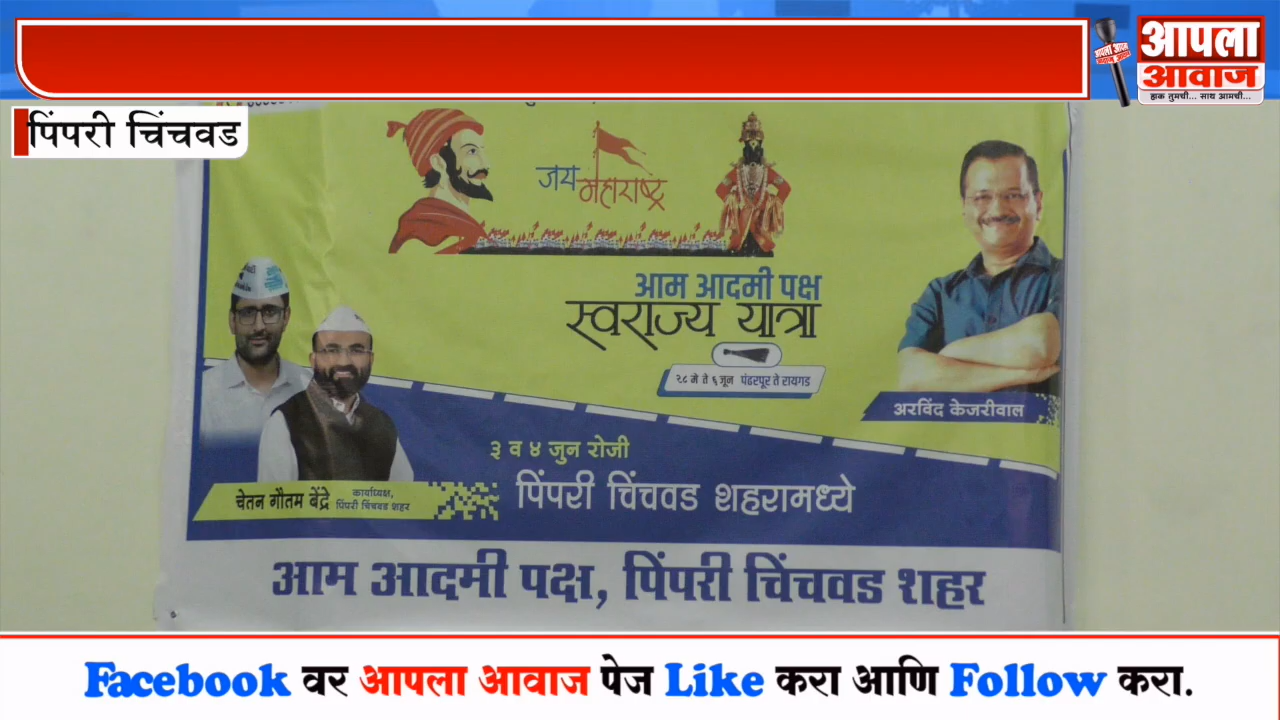 आपला
आवाज
हाक तुमची... साथ आमची...
पिंपरी चिंचवड
जय महाराष्ट्र
आम आदमी पक्ष
स्वराज्य यात्रा
२८ मे ते ६ जून पंढरपूर ते रायगड
अरविंद केजरीवाल
३ व ४ जुन रोजी
पिंपरी चिंचवड शहरामध्ये
चेतन गौतम बेंद्रे
कार्याध्यक्ष,
पिंपरी चिंचवड शहर
आम आदमी पक्ष, पिंपरी चिंचवड शहर
Facebook वर आपला आवाज पेज Like करा आणि Follow करा.